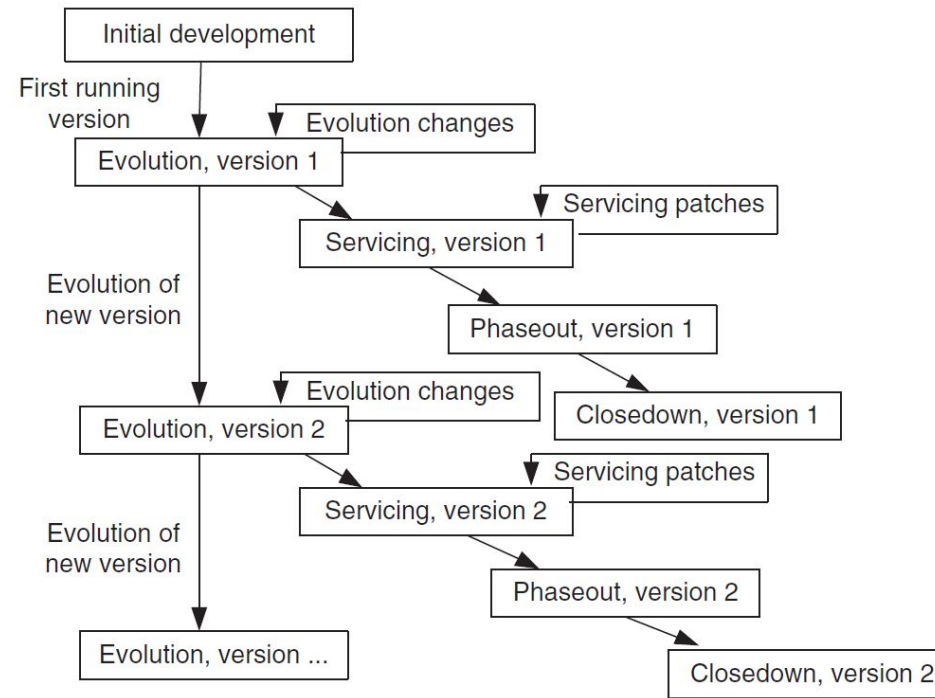 Initial development
First running
version
Evolution changes
Evolution, version 1
Servicing patches
Servicing, version 1
Evolution of
new version
Phaseout, version 1
Evolution changes
Closedown, version 1
Evolution, version 2
Servicing patches
Servicing, version 2
Evolution of
new version
Phaseout, version 2
Evolution, version ...
Closedown, version 2